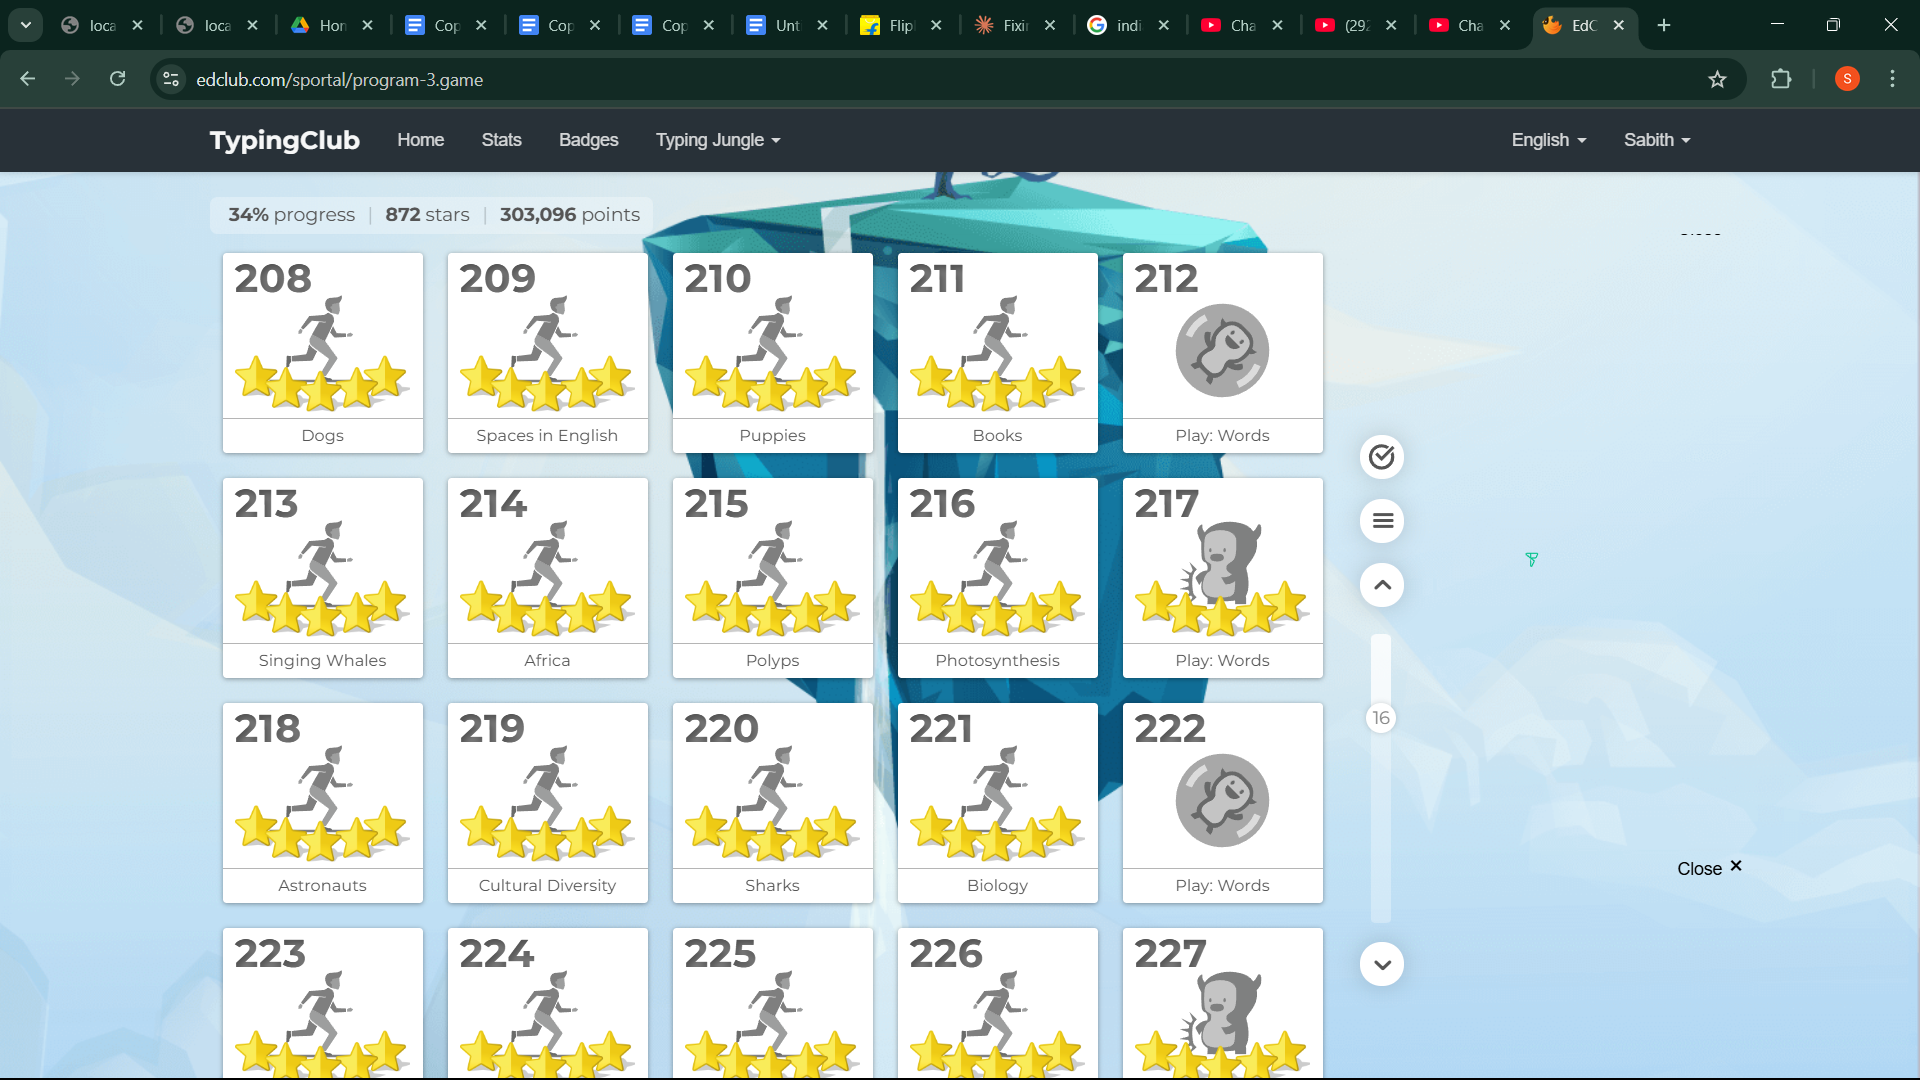 loca
loca
Hon
Cop
Cop
Cop
Unt
Flip
Fixi
indi
Cha
(292
Cha
EdC
edclub.com/sportal/program-3.game
S
TypingClub Home Stats Badges Typing Jungle English Sabith
34% progress | 872 stars | 303,096 points
208 209 210 211 212
Dogs Spaces in English Puppies Books Play: Words
213 214 215 216 217
Singing Whales Africa Polyps Photosynthesis Play: Words
16
218 219 220 221 222
Close
Astronauts Cultural Diversity Sharks Biology Play: Words
223 224 225 226 227